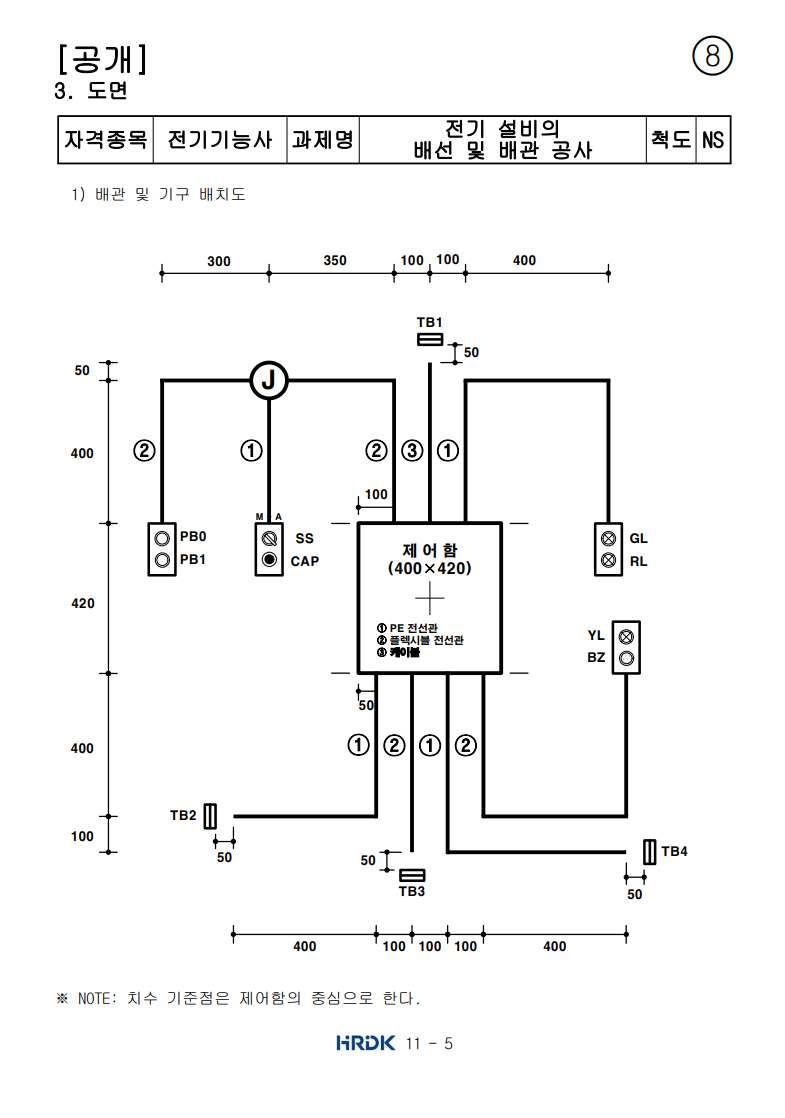 [공개]
⑧
3. 도면
자격종목 전기기능사 과제명 전기 설비의 배선 및 배관 공사 척도 NS
1) 배관 및 기구 배치도
300 350 100 100 400
TB1
50
50
J
400
② ① ② ③ ①
100
M A
PB0
PB1
SS
CAP
GL
RL
제어함
(400×420)
420
① PE 전선관
② 플렉시블 전선관
③ 케이블
YL
BZ
50
400
① ② ① ②
TB2
100
50
50
TB3
TB4
50
400 100 100 100 400
※ NOTE: 치수 기준점은 제어함의 중심으로 한다.
HRDK 11 - 5